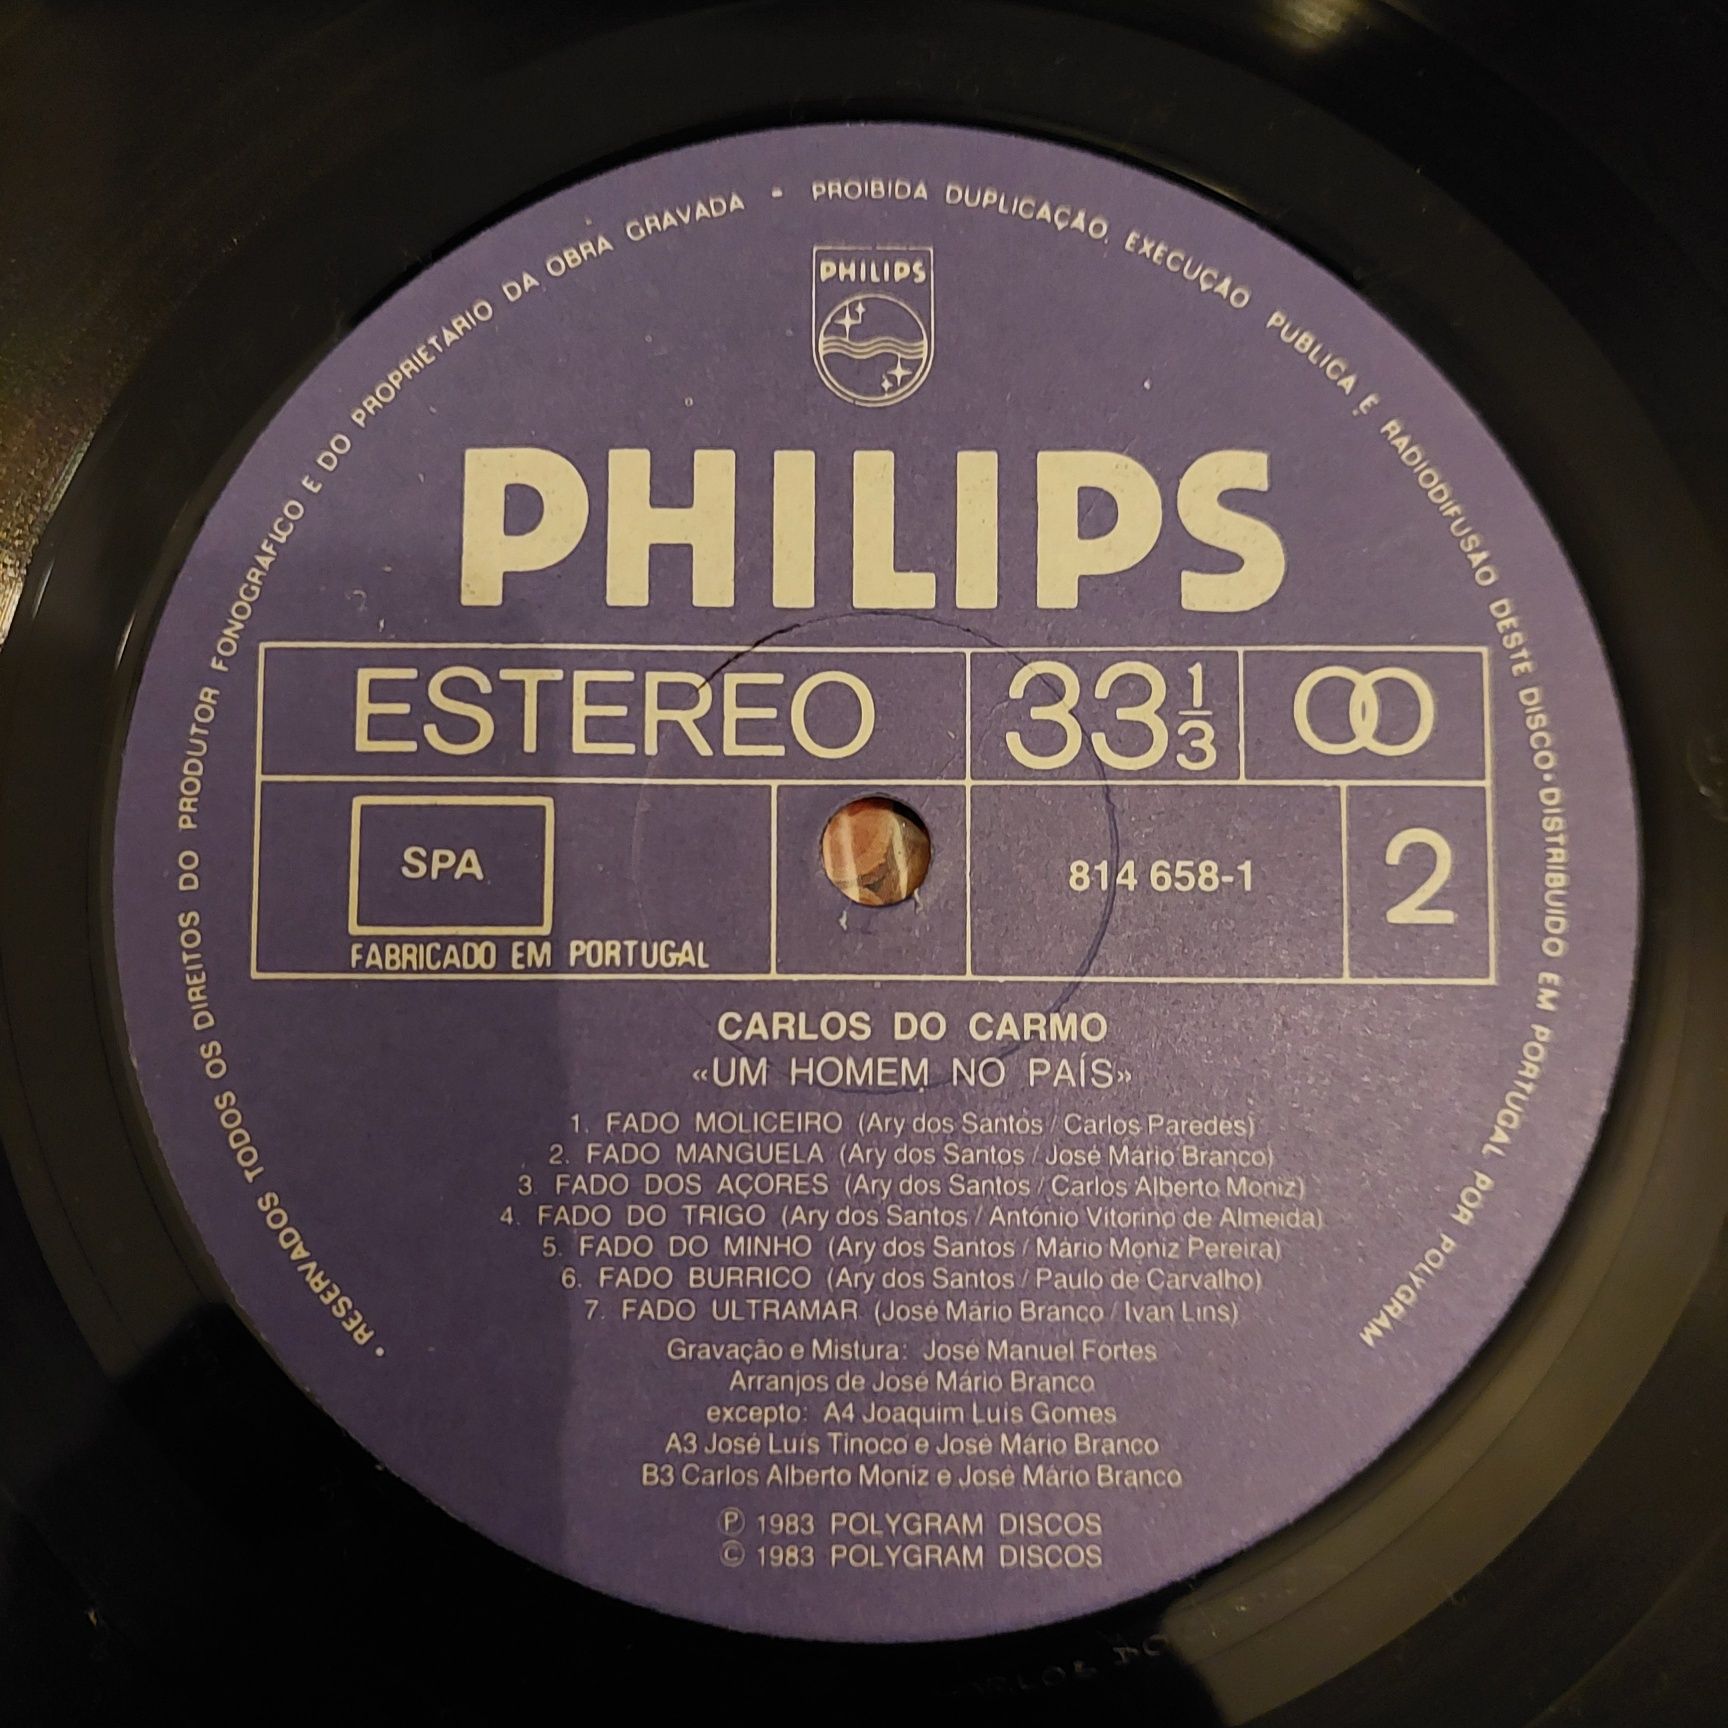 • RESERVADOS TODOS OS DIREITOS DO PRODUTOR FONOGRAFICO E DO PROPRIETARIO DA OBRA GRAVADA - PROIBIDA DUPLICAÇÃO, EXECUÇÃO PUBLICA E RADIODIFUSÃO DESTE DISCO • DISTRIBUIDO EM PORTUGAL POR POLYGRAM
PHILIPS
PHILIPS
ESTEREO 33 1/3
SPA 814 658-1 2
FABRICADO EM PORTUGAL
CARLOS DO CARMO
«UM HOMEM NO PAÍS»
1. FADO MOLICEIRO (Ary dos Santos / Carlos Paredes)
2. FADO MANGUELA (Ary dos Santos / José Mário Branco)
3 FADO DOS AÇORES (Ary dos Santos / Carlos Alberto Moniz)
4. FADO DO TRIGO (Ary dos Santos / António Vitorino de Almeida)
5. FADO DO MINHO (Ary dos Santos / Mário Moniz Pereira)
6. FADO BURRICO (Ary dos Santos / Paulo de Carvalho)
7. FADO ULTRAMAR (José Mário Branco / Ivan Lins)
Gravação e Mistura: José Manuel Fortes
Arranjos de José Mário Branco
excepto: A4 Joaquim Luís Gomes
A3 José Luís Tinoco e José Mário Branco
B3 Carlos Alberto Moniz e José Mário Branco
℗ 1983 POLYGRAM DISCOS
© 1983 POLYGRAM DISCOS